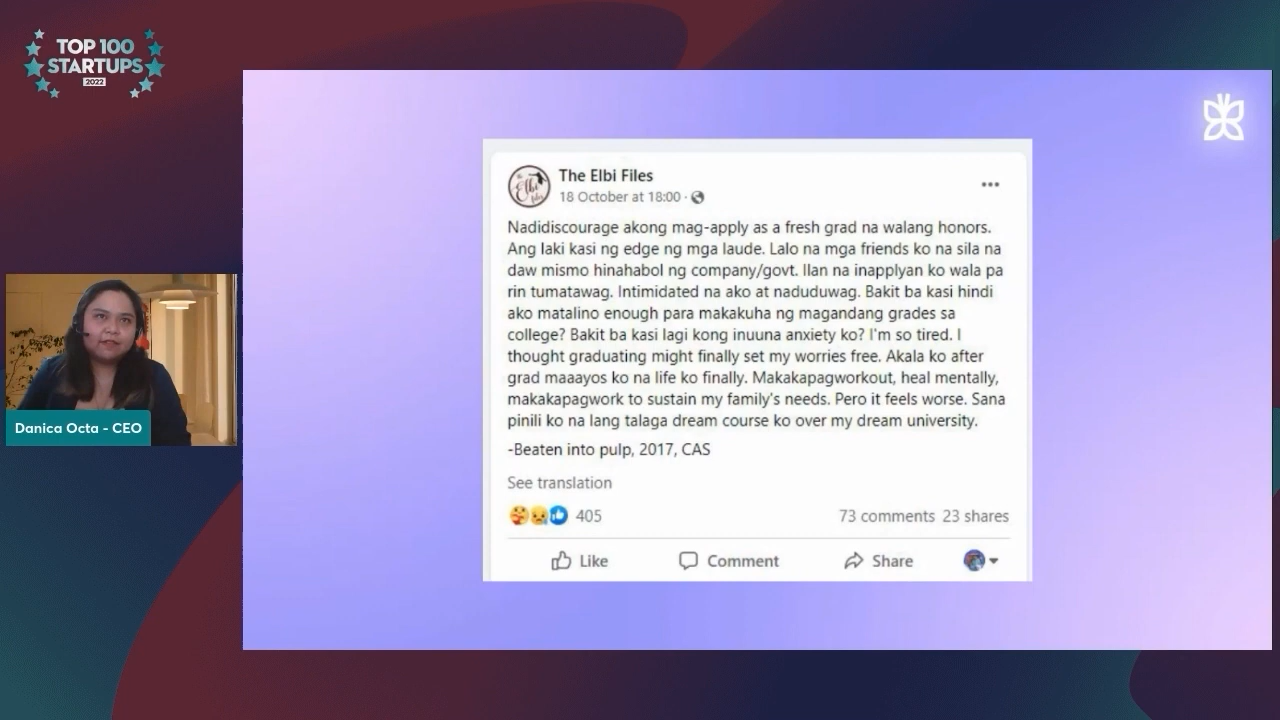 TOP 100
STARTUPS
2022
The Elbi Files
18 October at 18:00 ·
Nadidiscourage akong mag-apply as a fresh grad na walang honors.
Ang laki kasi ng edge ng mga laude. Lalo na mga friends ko na sila na
daw mismo hinahabol ng company/govt. Ilan na inapplyan ko wala pa
rin tumatawag. Intimidated na ako at naduduwag. Bakit ba kasi hindi
ako matalino enough para makakuha ng magandang grades sa
college? Bakit ba kasi lagi kong inuuna anxiety ko? I'm so tired. I
thought graduating might finally set my worries free. Akala ko after
grad maaayos ko na life ko finally. Makakapagworkout, heal mentally,
makakapagwork to sustain my family's needs. Pero it feels worse. Sana
pinili ko na lang talaga dream course ko over my dream university.
-Beaten into pulp, 2017, CAS
See translation
405
73 comments 23 shares
Like
Comment
Share
Danica Octa - CEO